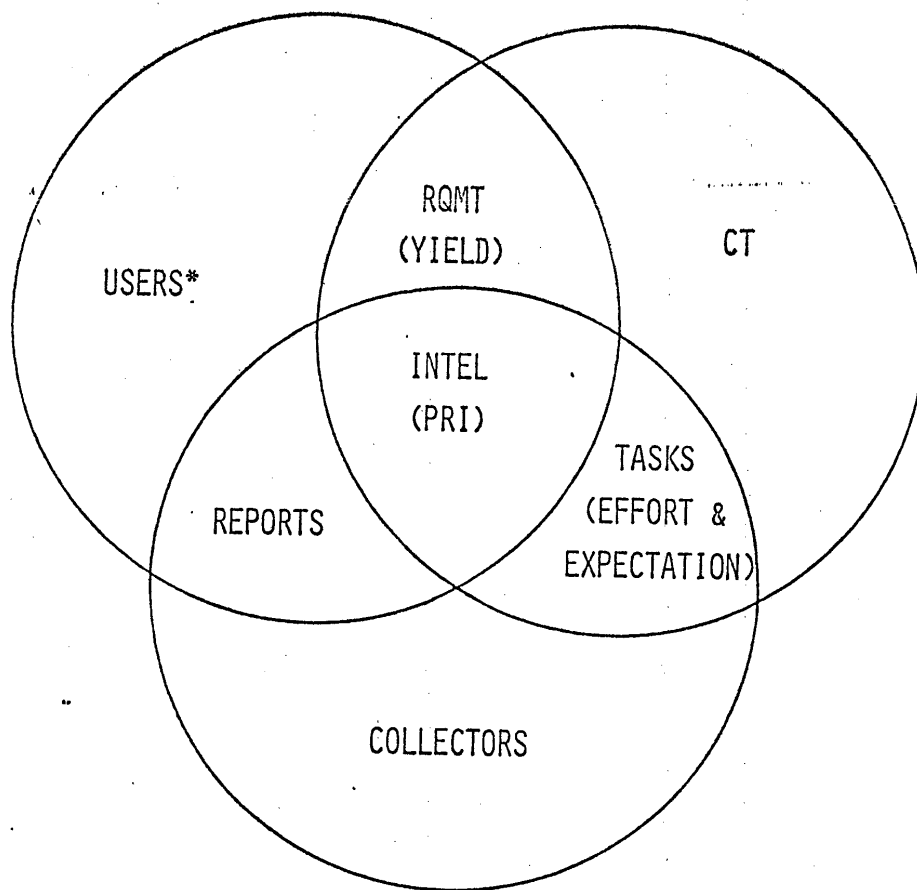 RQMT
(YIELD)
CT
USERS*
INTEL
(PRI)
TASKS
(EFFORT &
EXPECTATION)
REPORTS
COLLECTORS